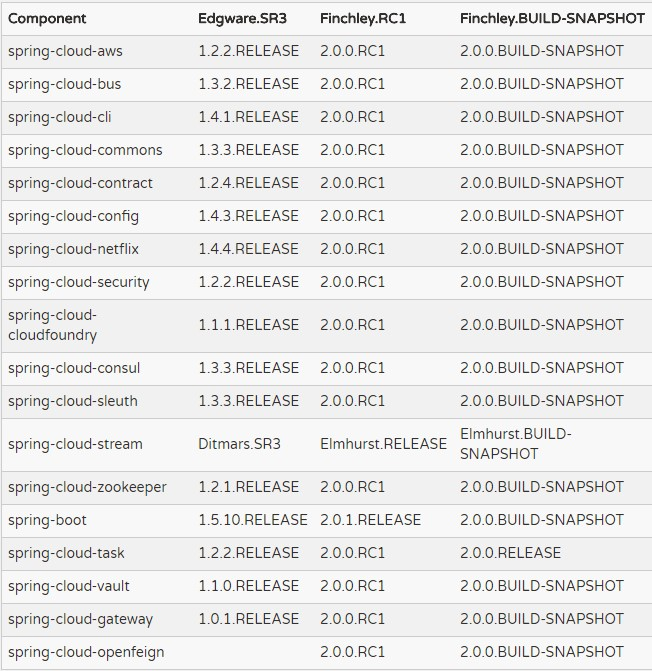 Component Edgware.SR3 Finchley.RC1 Finchley.BUILD-SNAPSHOT
spring-cloud-aws 1.2.2.RELEASE 2.0.0.RC1 2.0.0.BUILD-SNAPSHOT
spring-cloud-bus 1.3.2.RELEASE 2.0.0.RC1 2.0.0.BUILD-SNAPSHOT
spring-cloud-cli 1.4.1.RELEASE 2.0.0.RC1 2.0.0.BUILD-SNAPSHOT
spring-cloud-commons 1.3.3.RELEASE 2.0.0.RC1 2.0.0.BUILD-SNAPSHOT
spring-cloud-contract 1.2.4.RELEASE 2.0.0.RC1 2.0.0.BUILD-SNAPSHOT
spring-cloud-config 1.4.3.RELEASE 2.0.0.RC1 2.0.0.BUILD-SNAPSHOT
spring-cloud-netflix 1.4.4.RELEASE 2.0.0.RC1 2.0.0.BUILD-SNAPSHOT
spring-cloud-security 1.2.2.RELEASE 2.0.0.RC1 2.0.0.BUILD-SNAPSHOT
spring-cloud-
cloudfoundry 1.1.1.RELEASE 2.0.0.RC1 2.0.0.BUILD-SNAPSHOT
spring-cloud-consul 1.3.3.RELEASE 2.0.0.RC1 2.0.0.BUILD-SNAPSHOT
spring-cloud-sleuth 1.3.3.RELEASE 2.0.0.RC1 2.0.0.BUILD-SNAPSHOT
spring-cloud-stream Ditmars.SR3 Elmhurst.RELEASE Elmhurst.BUILD-
SNAPSHOT
spring-cloud-zookeeper 1.2.1.RELEASE 2.0.0.RC1 2.0.0.BUILD-SNAPSHOT
spring-boot 1.5.10.RELEASE 2.0.1.RELEASE 2.0.0.BUILD-SNAPSHOT
spring-cloud-task 1.2.2.RELEASE 2.0.0.RC1 2.0.0.RELEASE
spring-cloud-vault 1.1.0.RELEASE 2.0.0.RC1 2.0.0.BUILD-SNAPSHOT
spring-cloud-gateway 1.0.1.RELEASE 2.0.0.RC1 2.0.0.BUILD-SNAPSHOT
spring-cloud-openfeign 2.0.0.RC1 2.0.0.BUILD-SNAPSHOT